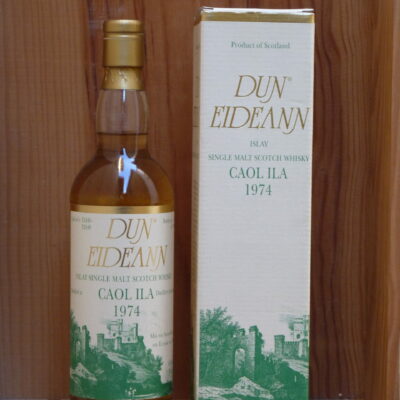 DUN
EIDEANN
ISLAY SINGLE MALT SCOTCH WHISKY
CAOL ILA
1974
Product of Scotland
DUN®
EIDEANN
ISLAY
SINGLE MALT SCOTCH WHISKY
CAOL ILA
1974